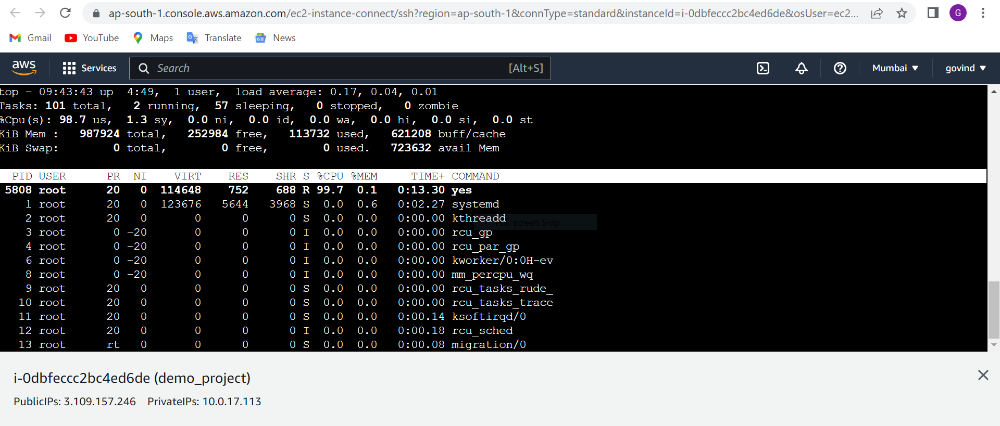 ap-south-1.console.aws.amazon.com/ec2-instance-connect/ssh?region=ap-south-1&connType=standard&instanceId=i-0dbfeccc2bc4ed6de&osUser=ec2... G
Gmail YouTube Maps Translate News
aws Services Search [Alt+S] Mumbai govind
top - 09:43:43 up  4:49,  1 user,  load average: 0.17, 0.04, 0.01
Tasks: 101 total,   2 running,  57 sleeping,   0 stopped,   0 zombie
%Cpu(s): 98.7 us,  1.3 sy,  0.0 ni,  0.0 id,  0.0 wa,  0.0 hi,  0.0 si,  0.0 st
KiB Mem :   987924 total,   252984 free,   113732 used,   621208 buff/cache
KiB Swap:        0 total,        0 free,        0 used.   723632 avail Mem
PID USER      PR  NI    VIRT    RES    SHR S %CPU %MEM     TIME+ COMMAND
5808 root      20   0  114648    752    688 R 99.7  0.1   0:13.30 yes
1 root      20   0  123676   5644   3968 S  0.0  0.6   0:02.27 systemd
2 root      20   0       0      0      0 S  0.0  0.0   0:00.00 kthreadd
-screen Snip
3 root       0 -20       0      0      0 I  0.0  0.0   0:00.00 rcu_gp
4 root       0 -20       0      0      0 I  0.0  0.0   0:00.00 rcu_par_gp
6 root       0 -20       0      0      0 I  0.0  0.0   0:00.00 kworker/0:0H-ev
8 root       0 -20       0      0      0 I  0.0  0.0   0:00.00 mm_percpu_wq
9 root      20   0       0      0      0 S  0.0  0.0   0:00.00 rcu_tasks_rude_
10 root      20   0       0      0      0 S  0.0  0.0   0:00.00 rcu_tasks_trace
11 root      20   0       0      0      0 S  0.0  0.0   0:00.14 ksoftirqd/0
12 root      20   0       0      0      0 I  0.0  0.0   0:00.18 rcu_sched
13 root      rt   0       0      0      0 S  0.0  0.0   0:00.08 migration/0
i-0dbfeccc2bc4ed6de (demo_project)
PublicIPs: 3.109.157.246 PrivateIPs: 10.0.17.113